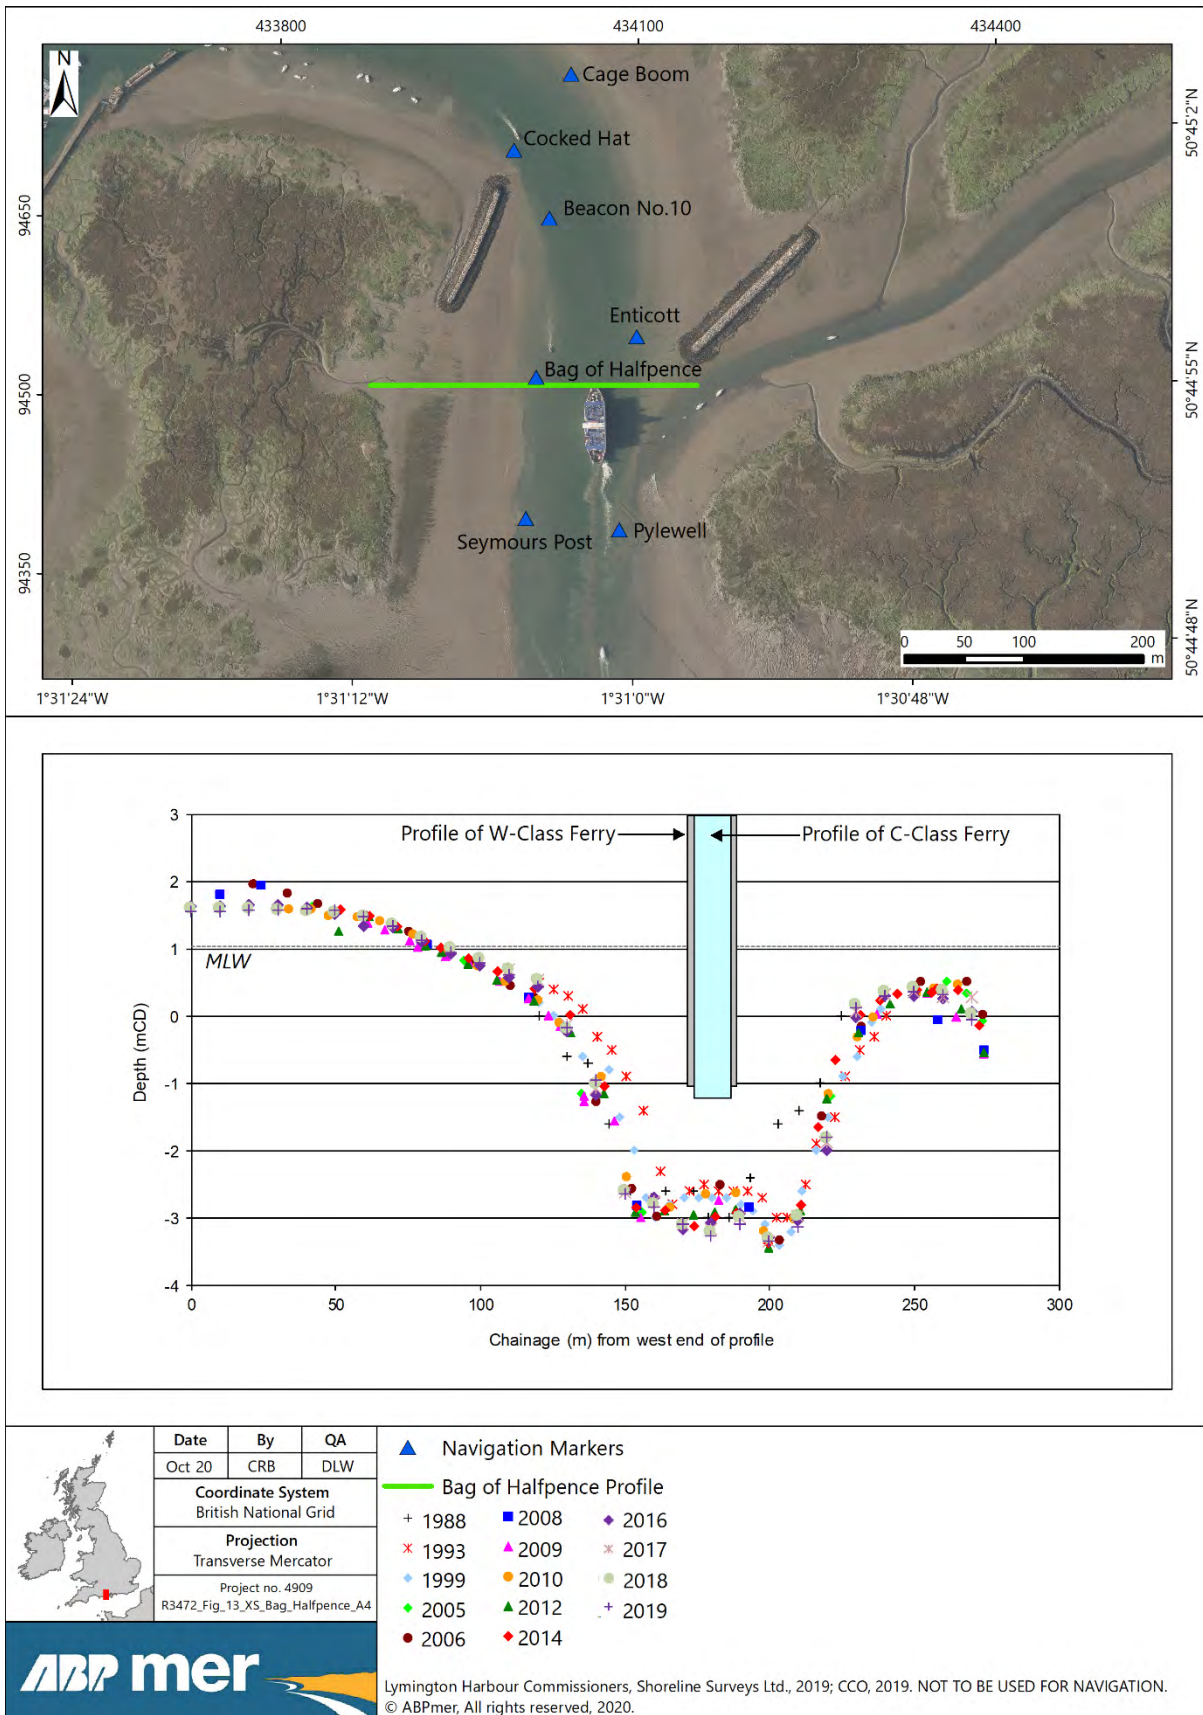 433800 434100 434400
N
Cage Boom
50°45'2"N
Cocked Hat
94650
Beacon No.10
Enticott
Bag of Halfpence
94500
50°44'55"N
Seymours Post
Pylewell
94350
0 50 100 200
m
50°44'48"N
1°31'24"W 1°31'12"W 1°31'0"W 1°30'48"W
3
Profile of W-Class Ferry
Profile of C-Class Ferry
2
1
MLW
0
Depth (mCD)
-1
-2
-3
-4
0 50 100 150 200 250 300
Chainage (m) from west end of profile
Date By QA
Oct 20 CRB DLW
Coordinate System
British National Grid
Projection
Transverse Mercator
Project no. 4909
R3472_Fig_13_XS_Bag_Halfpence_A4
ABPmer
Navigation Markers
Bag of Halfpence Profile
1988 2008 2016
1993 2009 2017
1999 2010 2018
2005 2012 2019
2006 2014
Lymington Harbour Commissioners, Shoreline Surveys Ltd., 2019; CCO, 2019. NOT TO BE USED FOR NAVIGATION.
© ABPmer, All rights reserved, 2020.